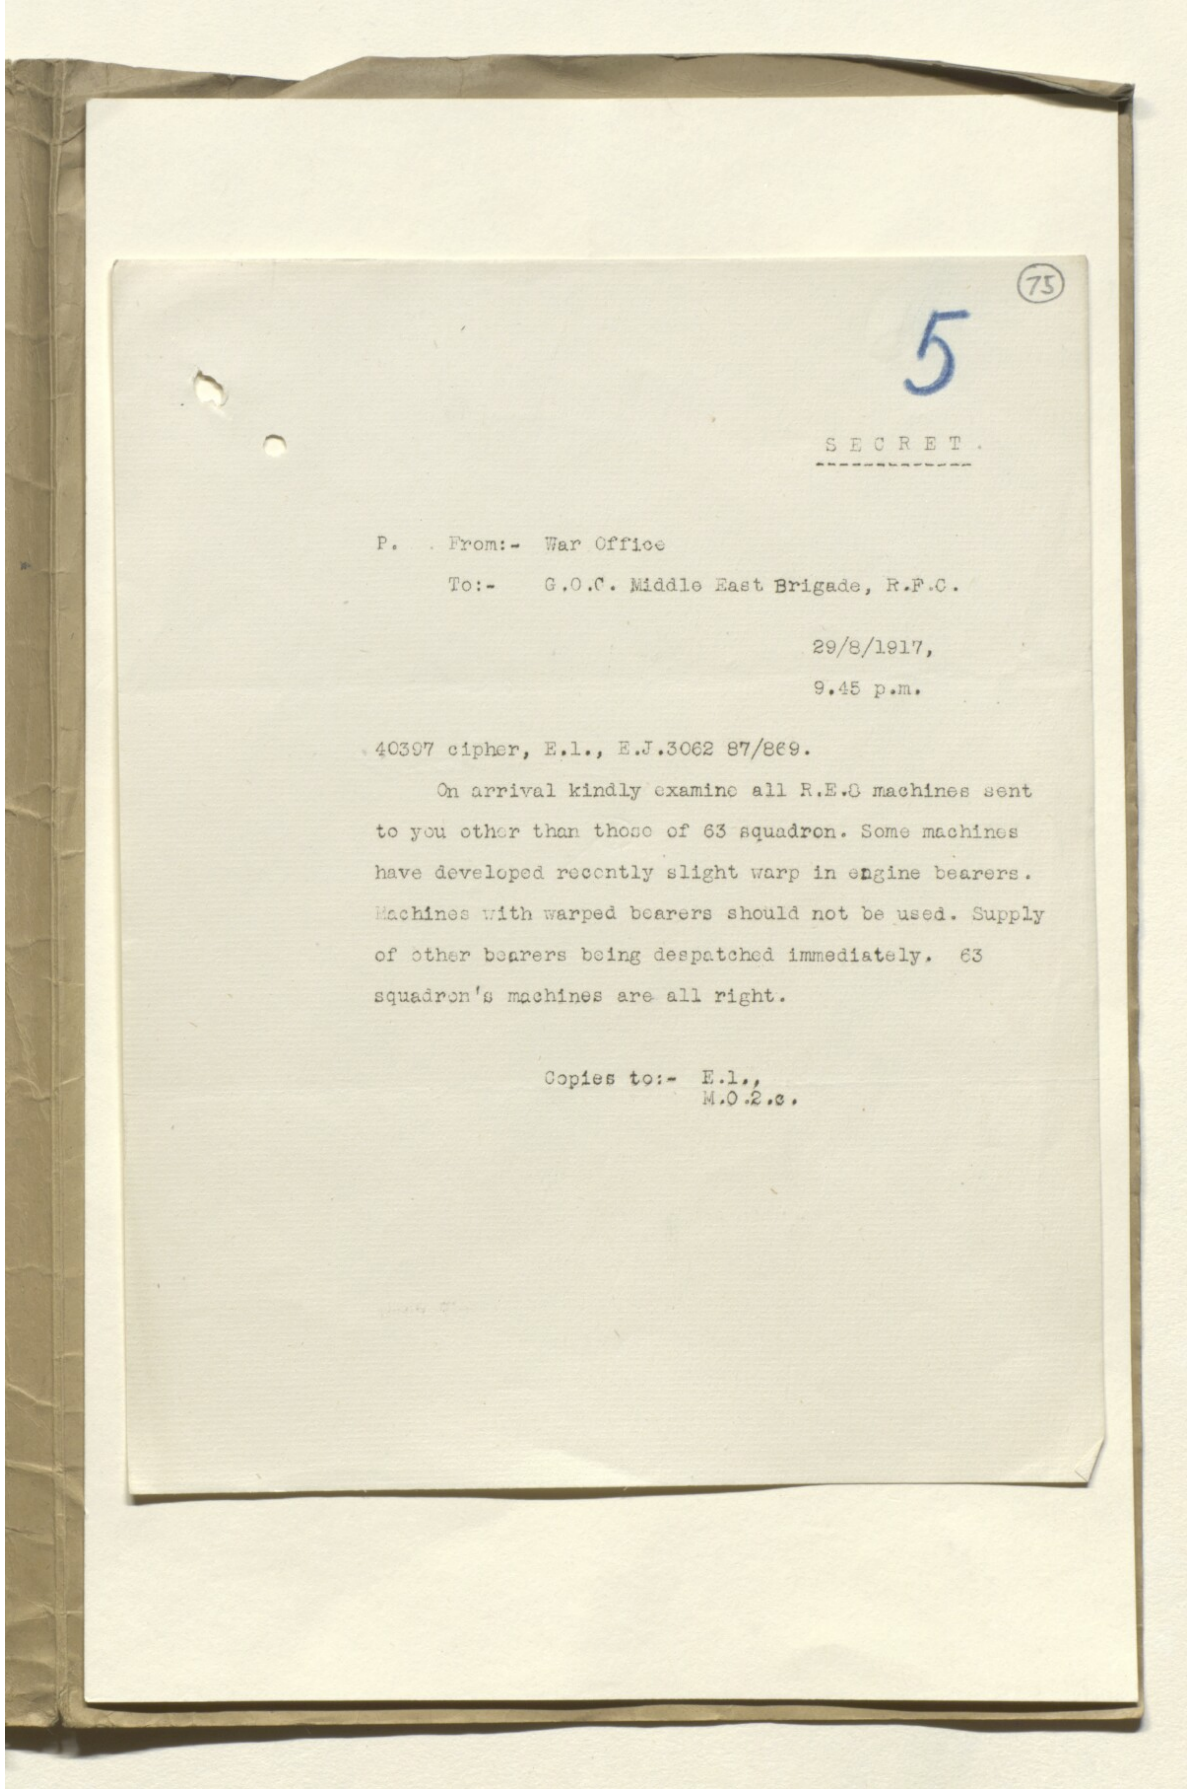 75
5
SECRET.
P. From:- War Office
To:- G.O.C. Middle East Brigade, R.F.C.
29/8/1917,
9.45 p.m.
40397 cipher, E.1., E.J.3062 87/869.
On arrival kindly examine all R.E.8 machines sent
to you other than those of 63 squadron. Some machines
have developed recently slight warp in engine bearers.
Machines with warped bearers should not be used. Supply
of other bearers being despatched immediately. 63
squadron's machines are all right.
Copies to:- E.1.,
M.O.2.c.